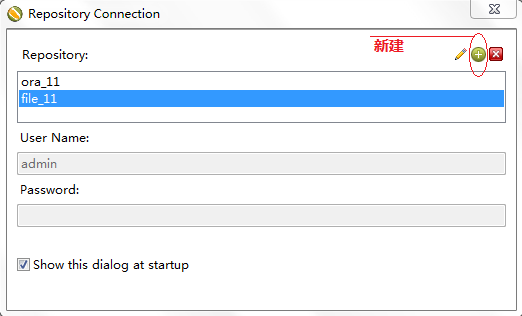 Repository Connection
新建
Repository:
ora_11
file_11
User Name:
admin
Password:
Show this dialog at startup